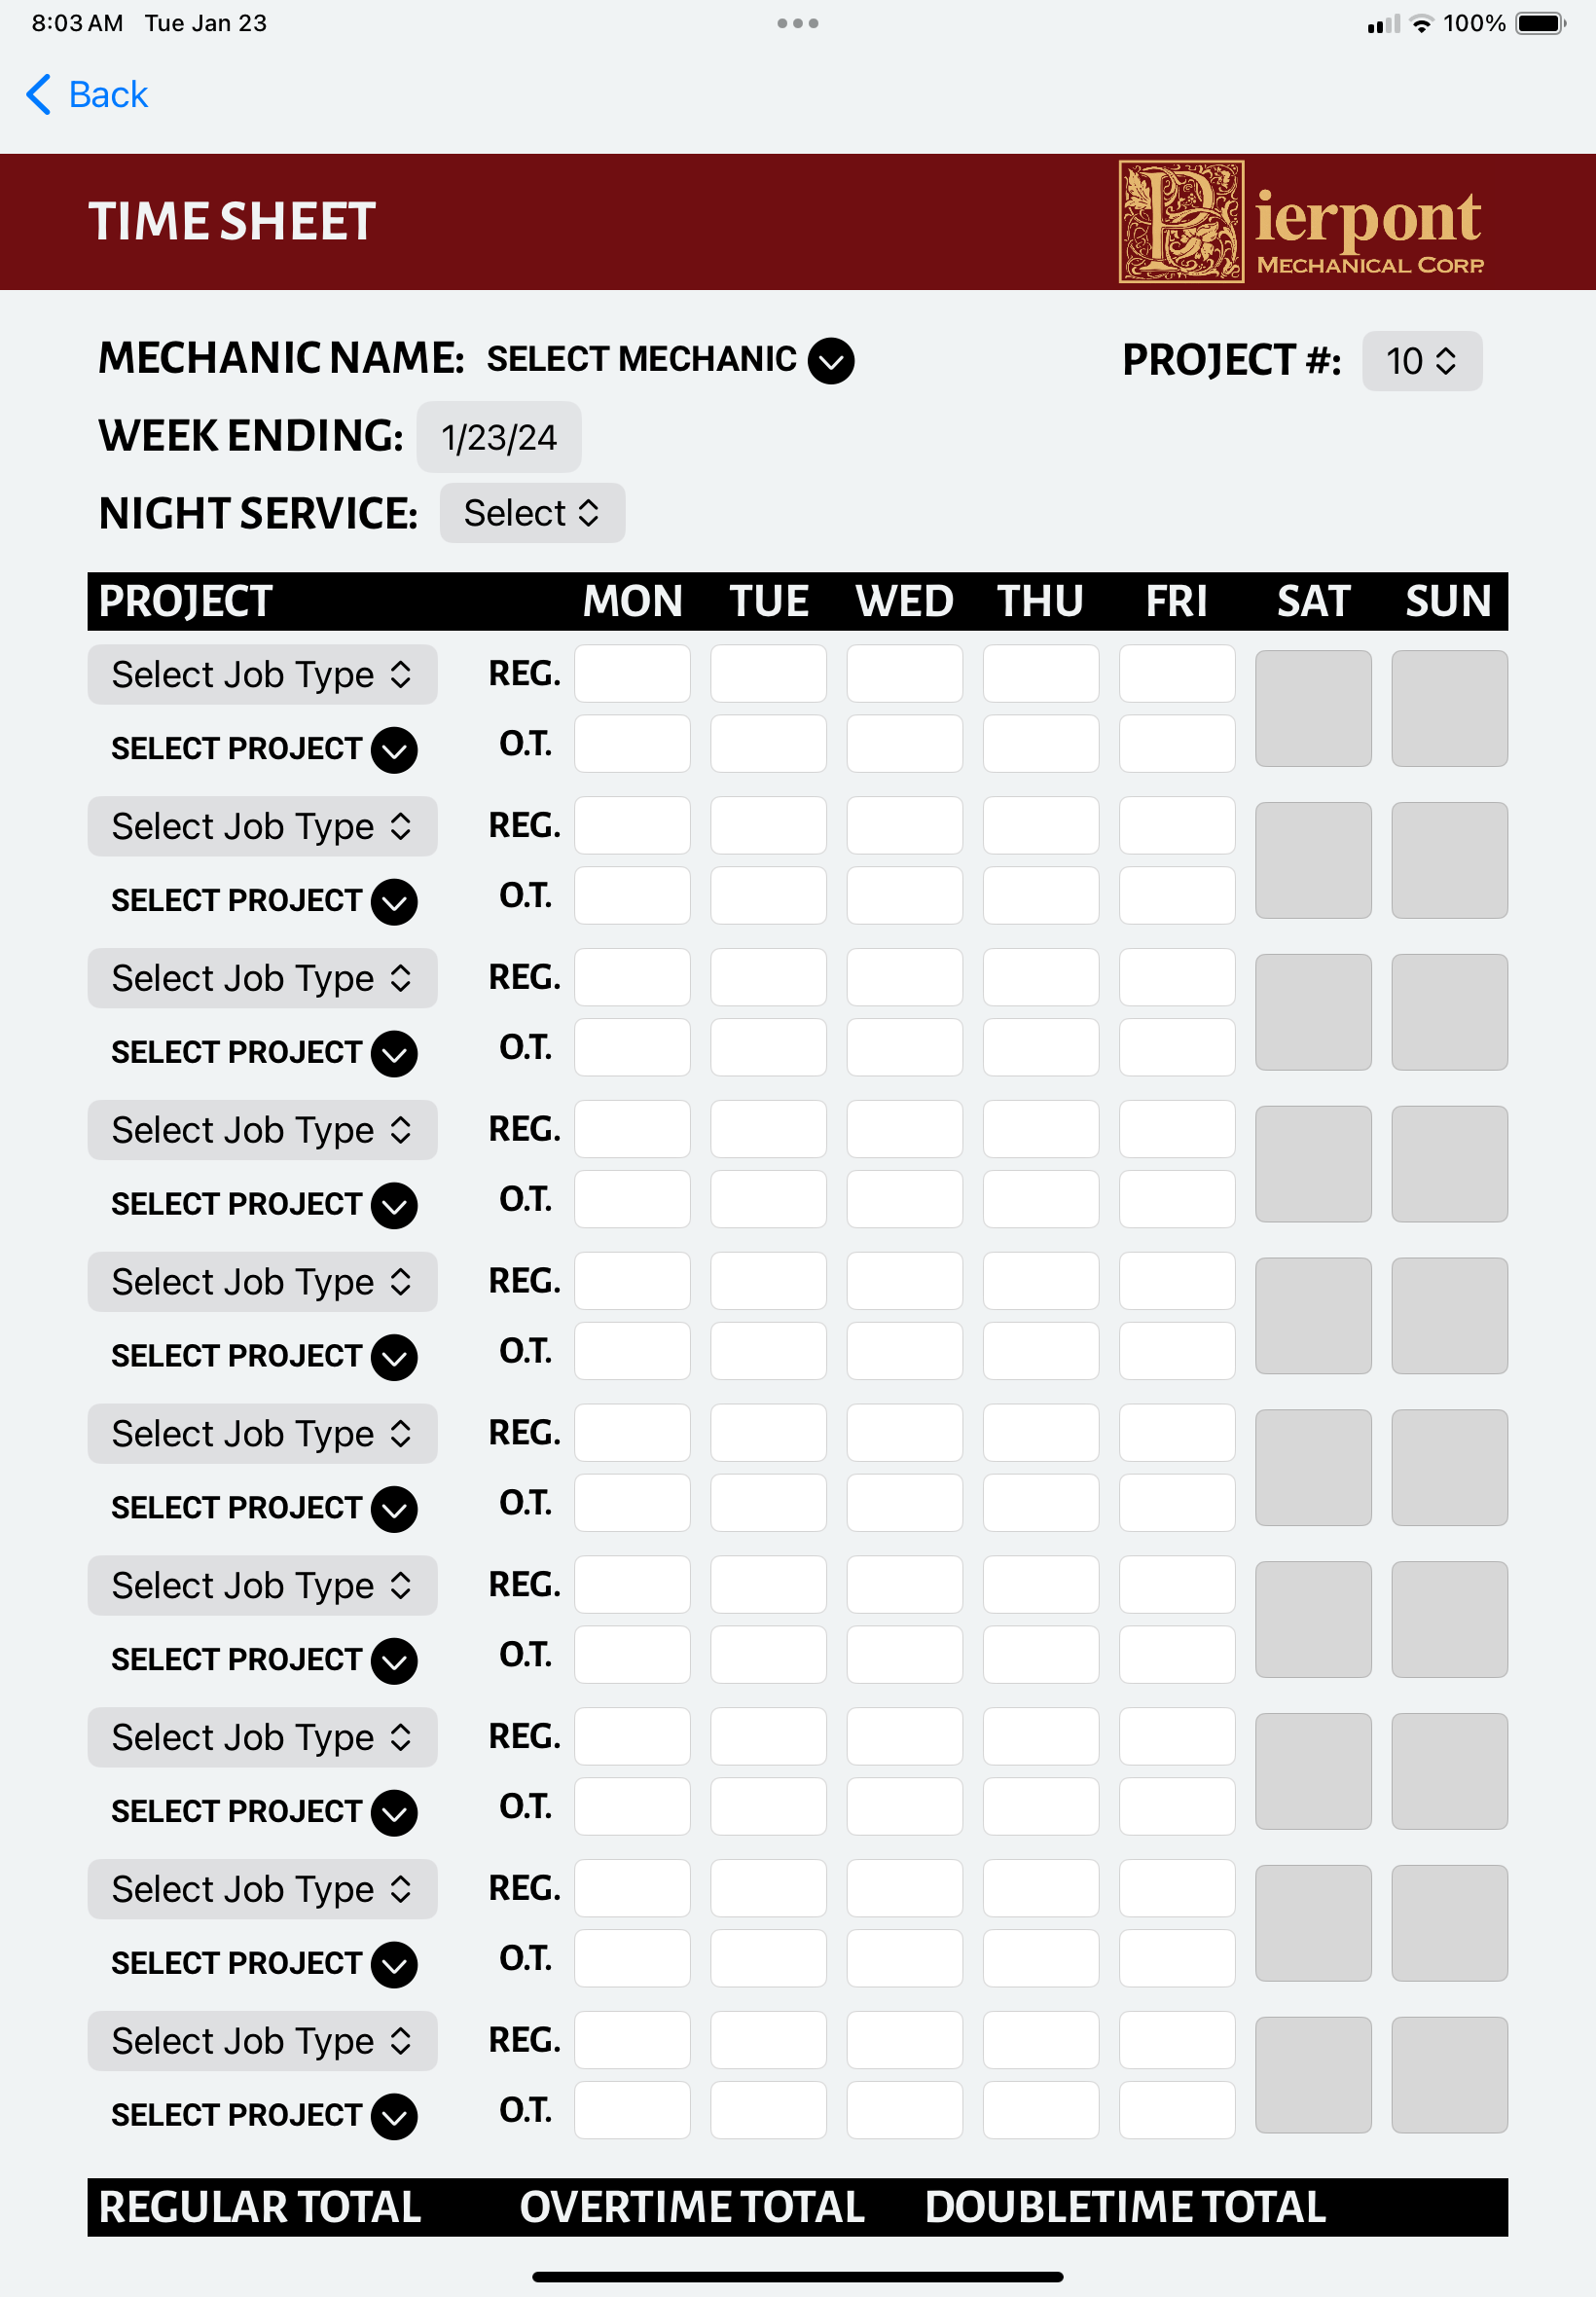 8:03 AM Tue Jan 23 100%
Back
TIME SHEET
Pierpont
MECHANICAL CORP.
MECHANIC NAME: SELECT MECHANIC PROJECT #: 10
WEEK ENDING: 1/23/24
NIGHT SERVICE: Select
PROJECT MON TUE WED THU FRI SAT SUN
Select Job Type REG.
SELECT PROJECT O.T.
Select Job Type REG.
SELECT PROJECT O.T.
Select Job Type REG.
SELECT PROJECT O.T.
Select Job Type REG.
SELECT PROJECT O.T.
Select Job Type REG.
SELECT PROJECT O.T.
Select Job Type REG.
SELECT PROJECT O.T.
Select Job Type REG.
SELECT PROJECT O.T.
Select Job Type REG.
SELECT PROJECT O.T.
Select Job Type REG.
SELECT PROJECT O.T.
Select Job Type REG.
SELECT PROJECT O.T.
REGULAR TOTAL OVERTIME TOTAL DOUBLETIME TOTAL